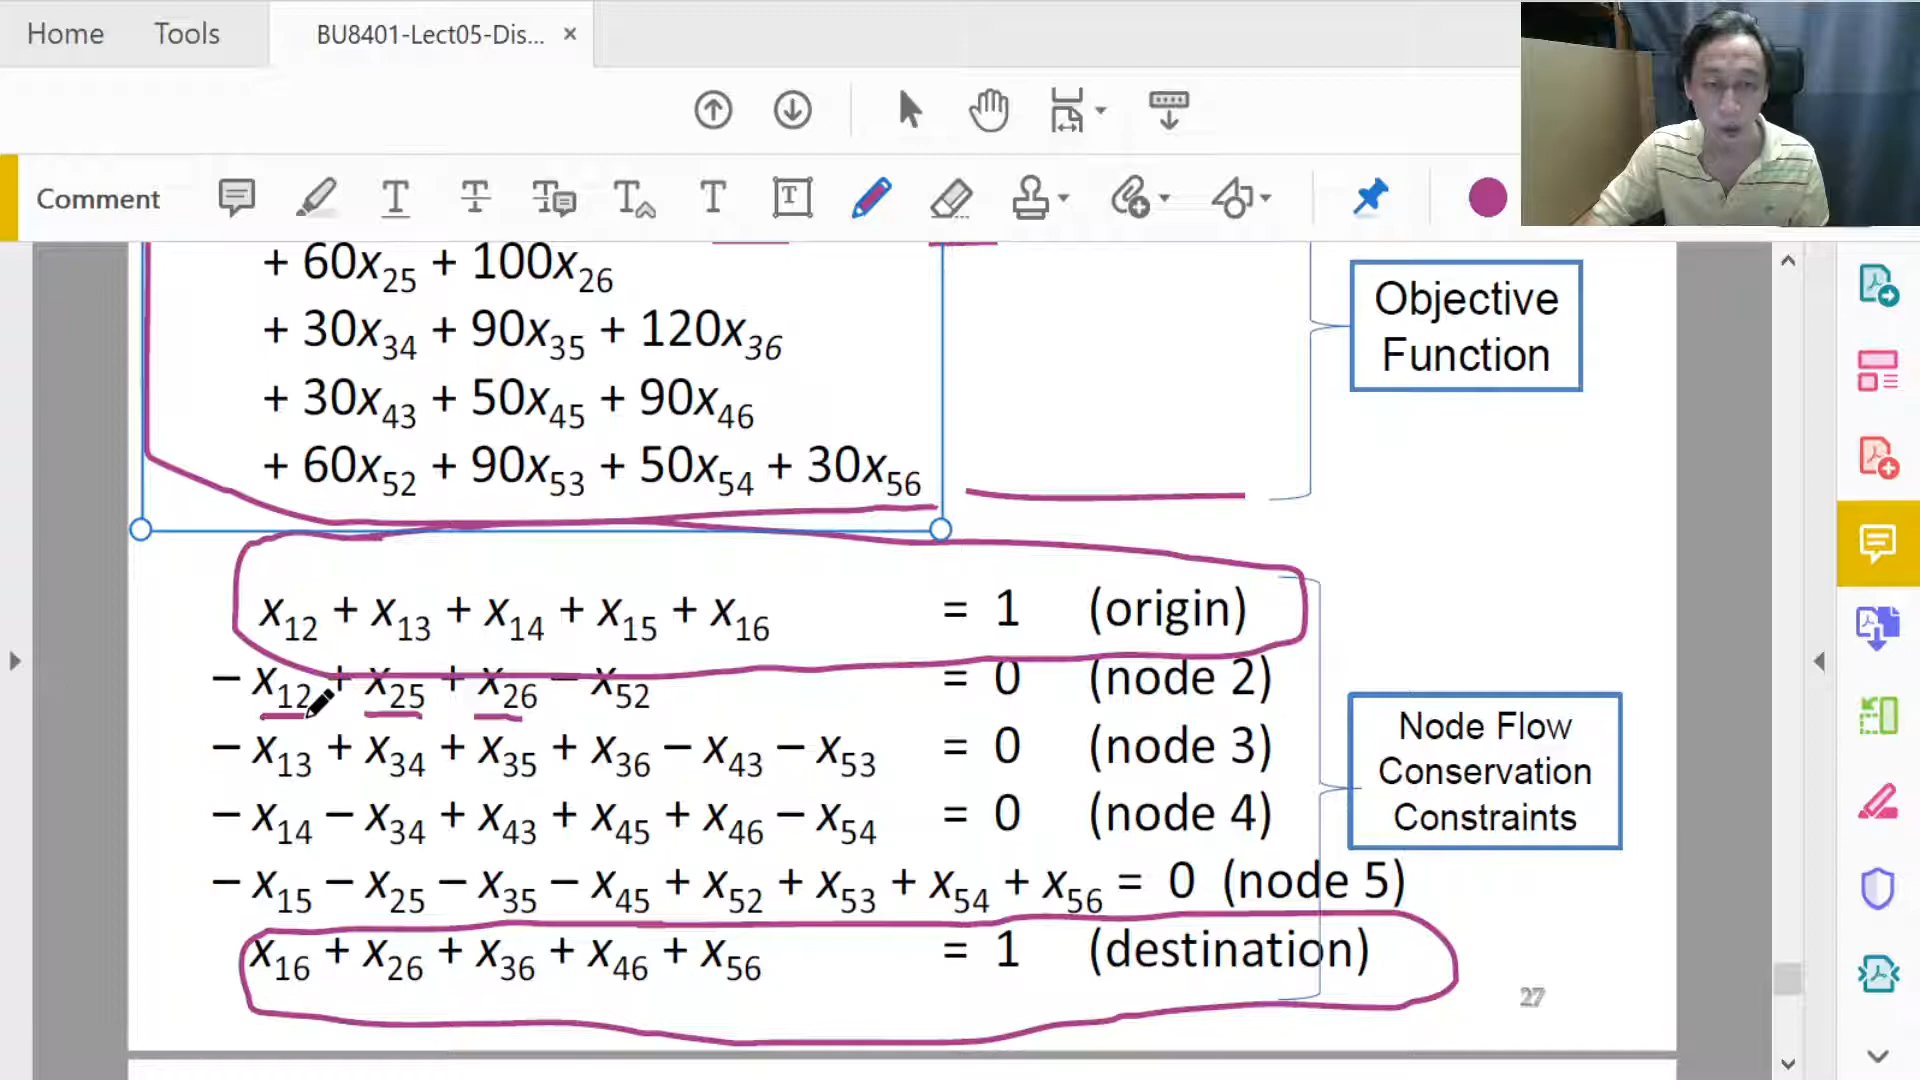 Home Tools BU8401-Lect05-Dis... ×
Comment
+ 60x25 + 100x26
+ 30x34 + 90x35 + 120x36
+ 30x43 + 50x45 + 90x46
+ 60x52 + 90x53 + 50x54 + 30x56
Objective
Function
x12 + x13 + x14 + x15 + x16 = 1 (origin)
– x12 + x25 + x26 – x52 = 0 (node 2)
– x13 + x34 + x35 + x36 – x43 – x53 = 0 (node 3)
– x14 – x34 + x43 + x45 + x46 – x54 = 0 (node 4)
– x15 – x25 – x35 – x45 + x52 + x53 + x54 + x56 = 0 (node 5)
x16 + x26 + x36 + x46 + x56 = 1 (destination)
Node Flow
Conservation
Constraints
27